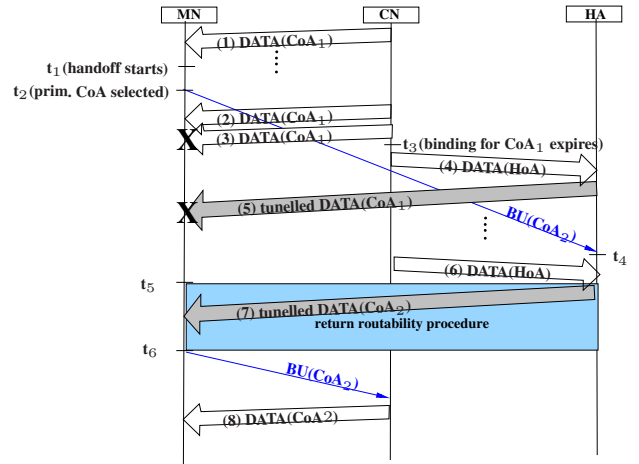 MN CN HA
(1) DATA(CoA1)
t1(handoff starts)
t2(prim. CoA selected)
(2) DATA(CoA1)
X (3) DATA(CoA1)
t3(binding for CoA1 expires)
(4) DATA(HoA)
X (5) tunelled DATA(CoA1)
BU(CoA2)
t4
(6) DATA(HoA)
t5
(7) tunelled DATA(CoA2)
return routability procedure
t6
BU(CoA2)
(8) DATA(CoA2)